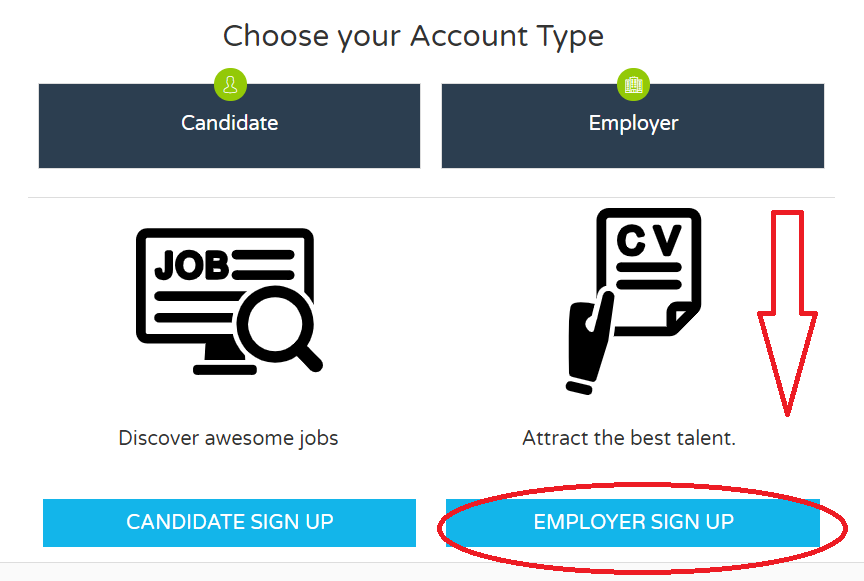 Choose your Account Type
Candidate
Employer
JOB
CV
Discover awesome jobs
Attract the best talent.
CANDIDATE SIGN UP
EMPLOYER SIGN UP